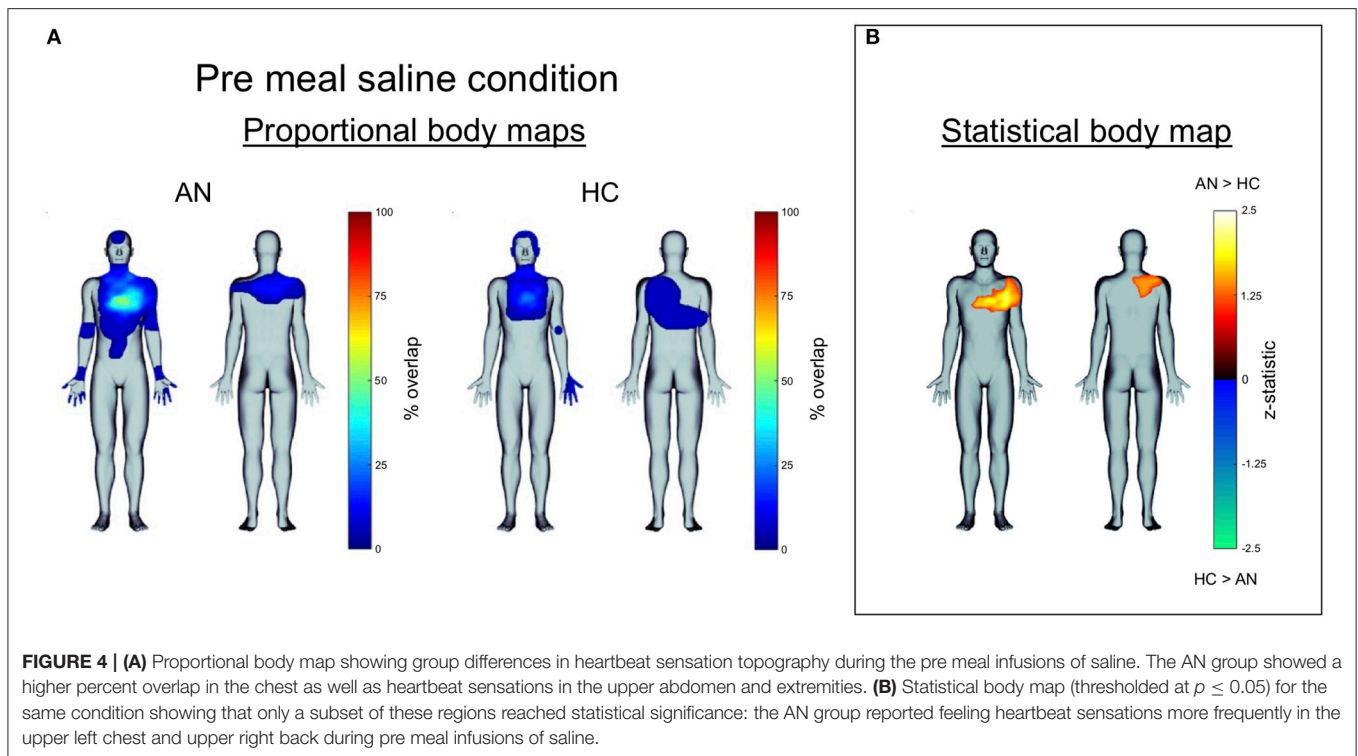 A
Pre meal saline condition
Proportional body maps
AN
HC
100
75
50
25
0
% overlap
100
75
50
25
0
% overlap
B
Statistical body map
AN > HC
2.5
1.25
0
-1.25
-2.5
z-statistic
HC > AN
FIGURE 4 | (A) Proportional body map showing group differences in heartbeat sensation topography during the pre meal infusions of saline. The AN group showed a
higher percent overlap in the chest as well as heartbeat sensations in the upper abdomen and extremities. (B) Statistical body map (thresholded at p ≤ 0.05) for the
same condition showing that only a subset of these regions reached statistical significance: the AN group reported feeling heartbeat sensations more frequently in the
upper left chest and upper right back during pre meal infusions of saline.